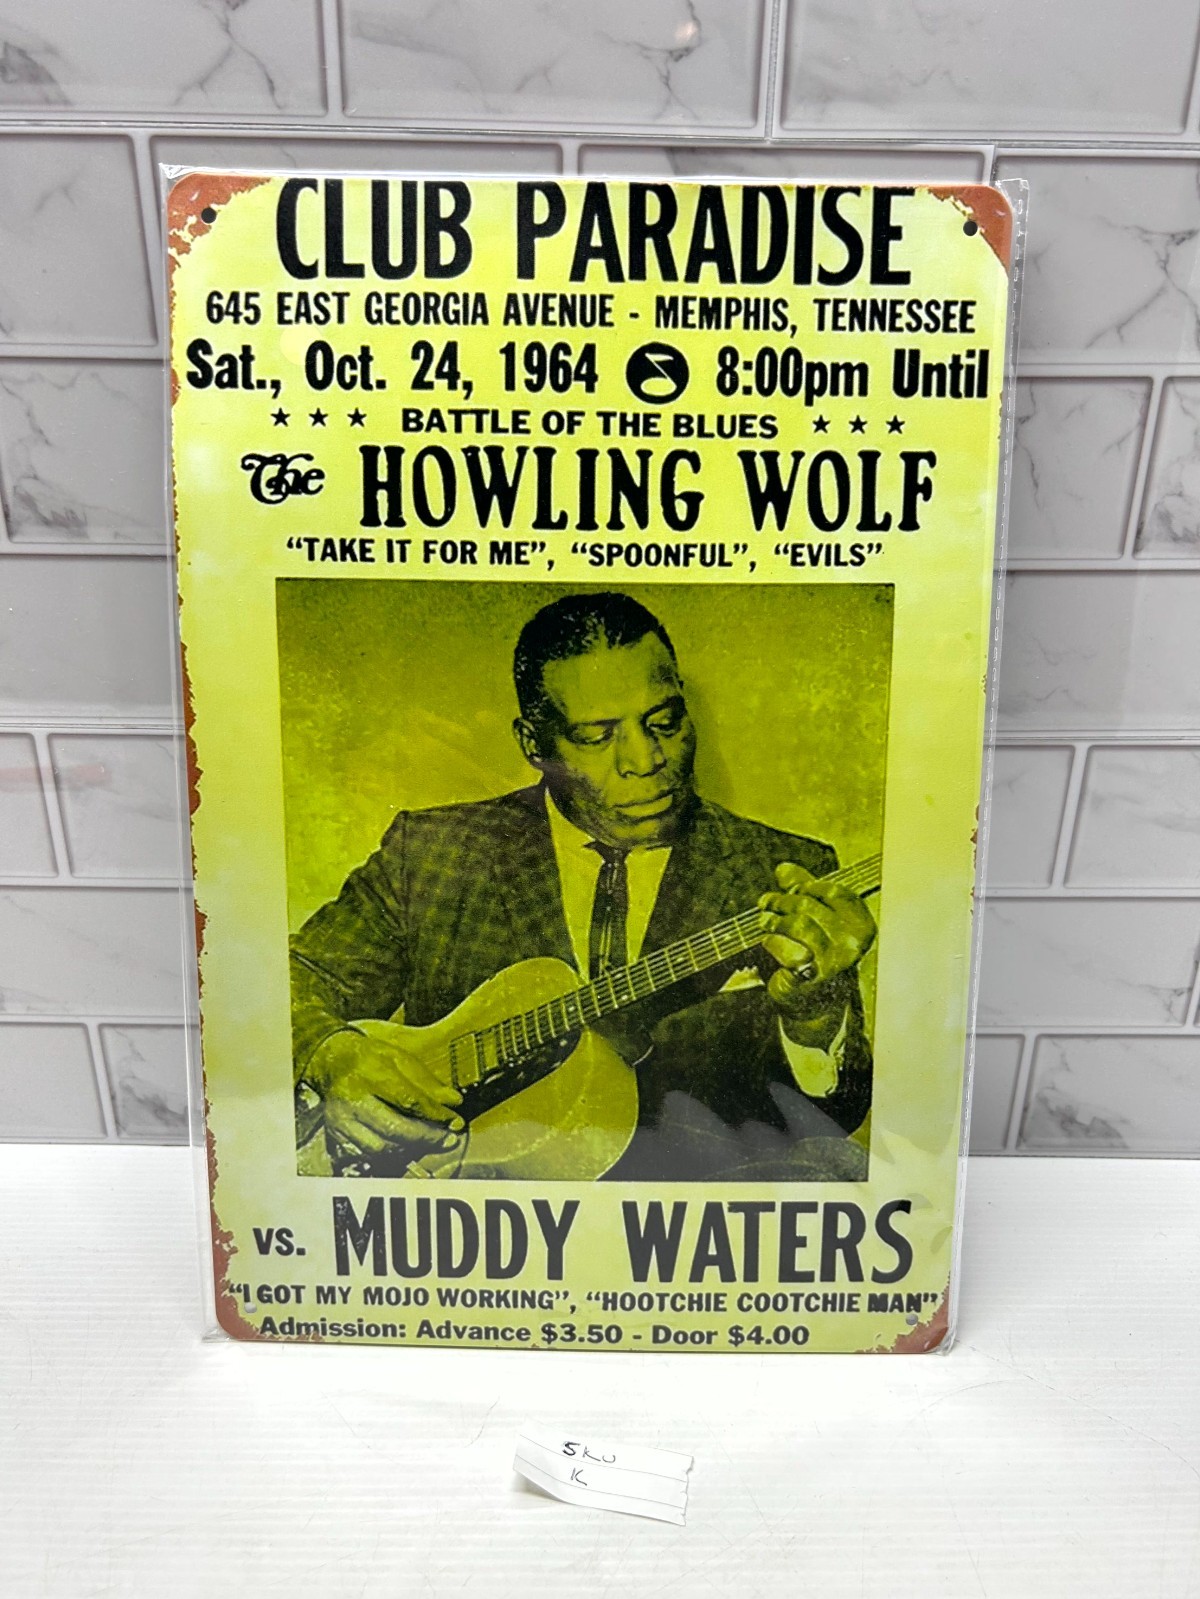 CLUB PARADISE
645 EAST GEORGIA AVENUE - MEMPHIS, TENNESSEE
Sat., Oct. 24, 1964 8:00pm Until
★ ★ ★ BATTLE OF THE BLUES ★ ★ ★
The HOWLING WOLF
“TAKE IT FOR ME”, “SPOONFUL”, “EVILS”
vs. MUDDY WATERS
“I GOT MY MOJO WORKING”, “HOOTCHIE COOTCHIE MAN”
Admission: Advance $3.50 - Door $4.00
SKU
K